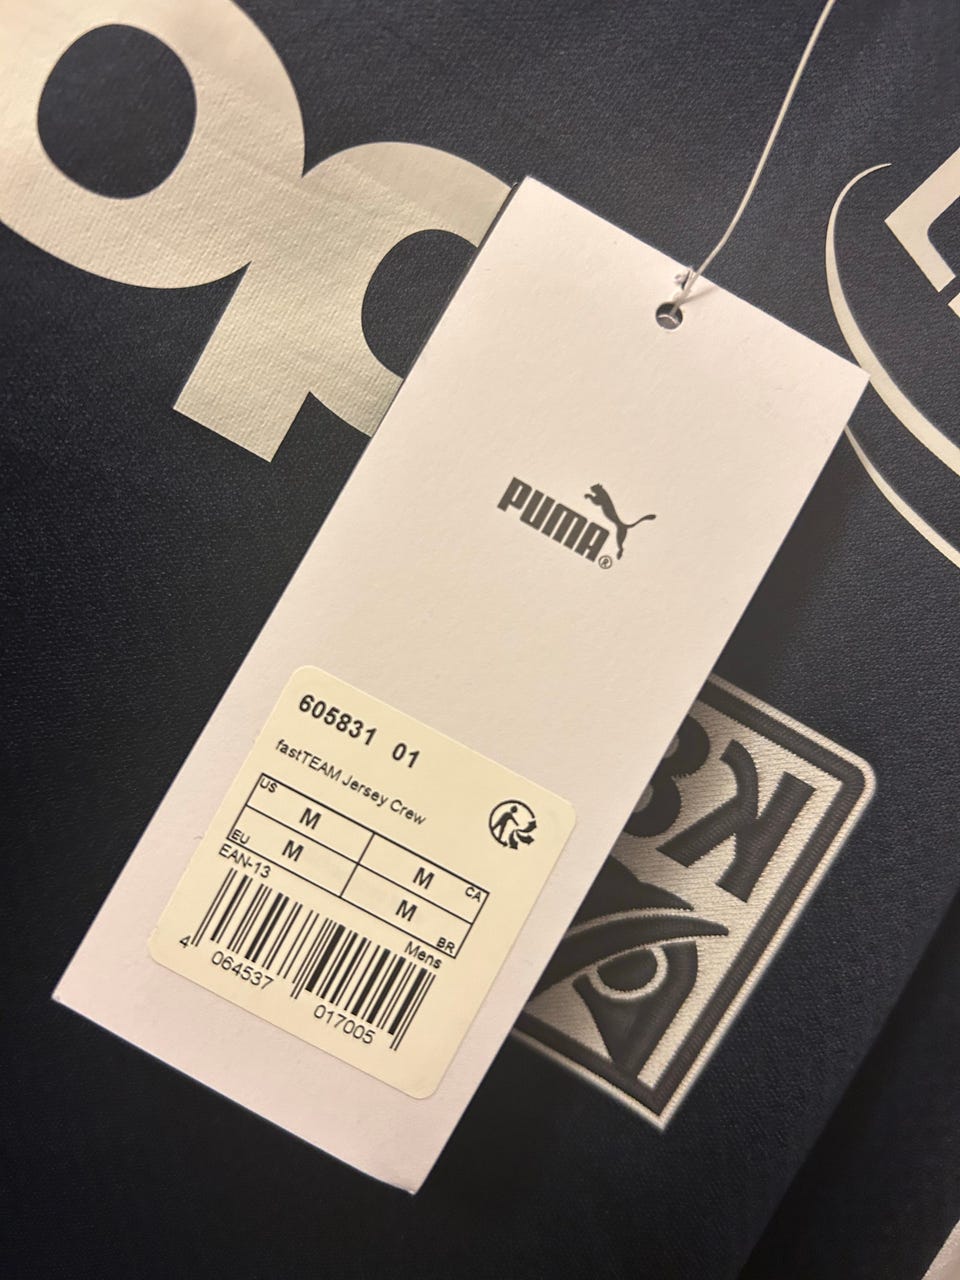 PUMA®
605831 01
fastTEAM Jersey Crew
US M
M CA
EU M
M BR
EAN-13
Mens
4 064537 017005